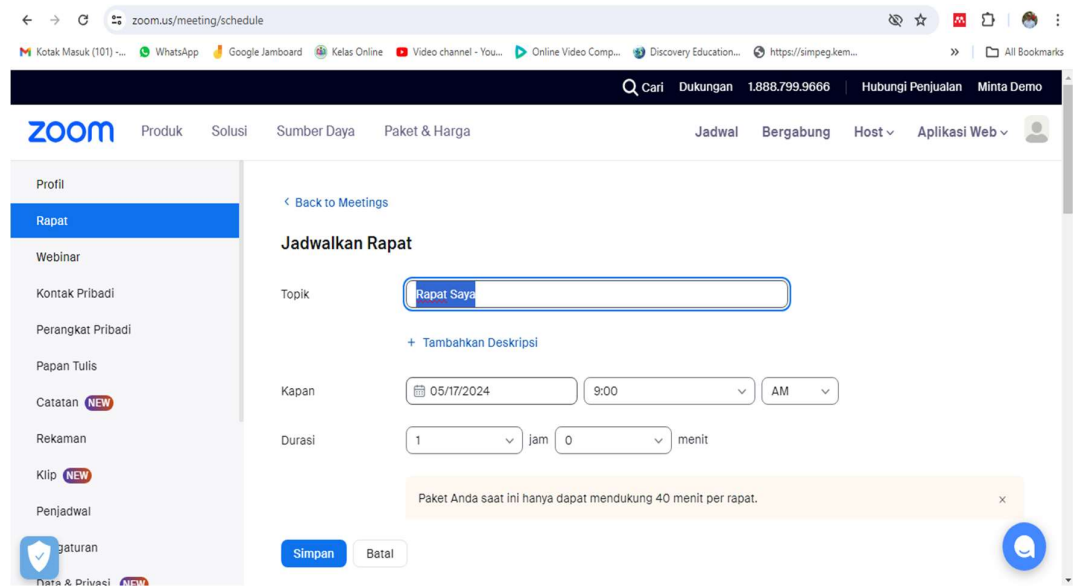 zoom.us/meeting/schedule
Kotak Masuk (101) -... WhatsApp Google Jamboard Kelas Online Video channel - You... Online Video Comp... Discovery Education... https://simpeg.kem... » All Bookmarks
Cari Dukungan 1.888.799.9666 Hubungi Penjualan Minta Demo
zoom Produk Solusi Sumber Daya Paket & Harga Jadwal Bergabung Host Aplikasi Web
Profil
Rapat
Webinar
Kontak Pribadi
Perangkat Pribadi
Papan Tulis
Catatan NEW
Rekaman
Klip NEW
Penjadwal
gaturan
Data & Privasi NEW
Back to Meetings
Jadwalkan Rapat
Topik Rapat Saya
+ Tambahkan Deskripsi
Kapan 05/17/2024 9:00 AM
Durasi 1 jam 0 menit
Paket Anda saat ini hanya dapat mendukung 40 menit per rapat. ×
Simpan Batal